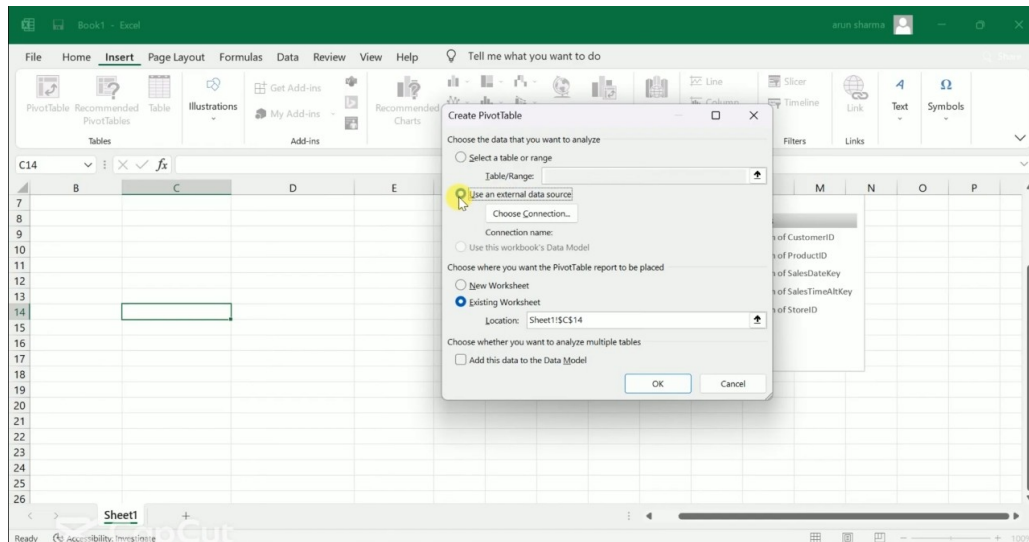 Book1 - Excel
arun sharma
File Home Insert Page Layout Formulas Data Review View Help Tell me what you want to do
PivotTable Recommended PivotTables Table
Illustrations
Get Add-ins
My Add-ins
Recommended Charts
Line
Column
Slicer
Timeline
Link
Text
Symbols
Tables
Add-ins
Filters
Links
C14
fx
B C D E M N O P
7
8
9
10
11
12
13
14
15
16
17
18
19
20
21
22
23
24
25
26
Create PivotTable
Choose the data that you want to analyze
Select a table or range
Table/Range:
Use an external data source
Choose Connection...
Connection name:
Use this workbook's Data Model
Choose where you want the PivotTable report to be placed
New Worksheet
Existing Worksheet
Location: Sheet1!$C$14
Choose whether you want to analyze multiple tables
Add this data to the Data Model
OK Cancel
of CustomerID
of ProductID
of SalesDateKey
of SalesTimeAltKey
of StoreID
Sheet1
CapCut
Ready Accessibility: Investigate
100%